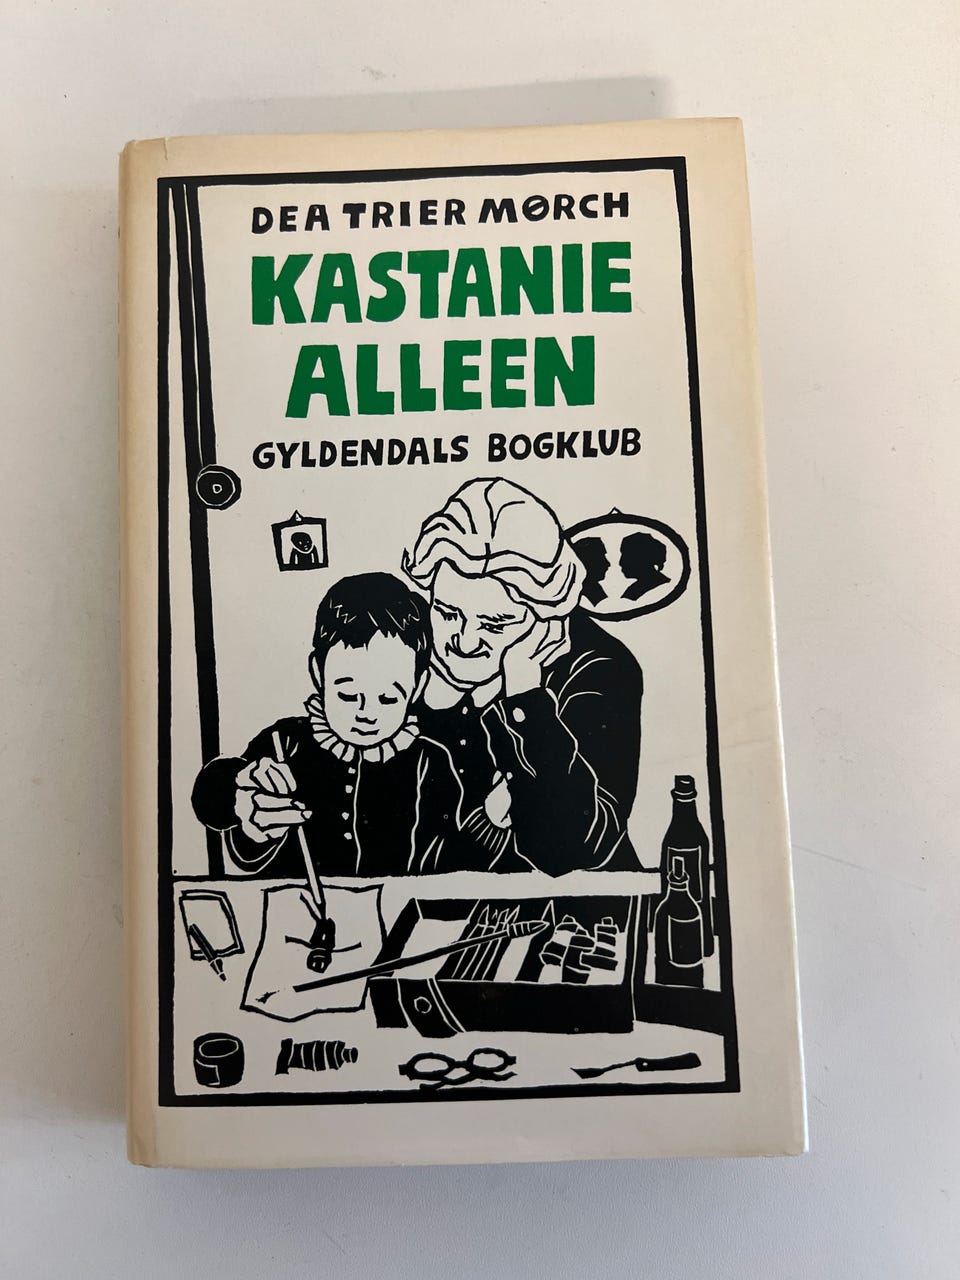 DEA TRIER MØRCH
KASTANIE
ALLEEN
GYLDENDALS BOGKLUB